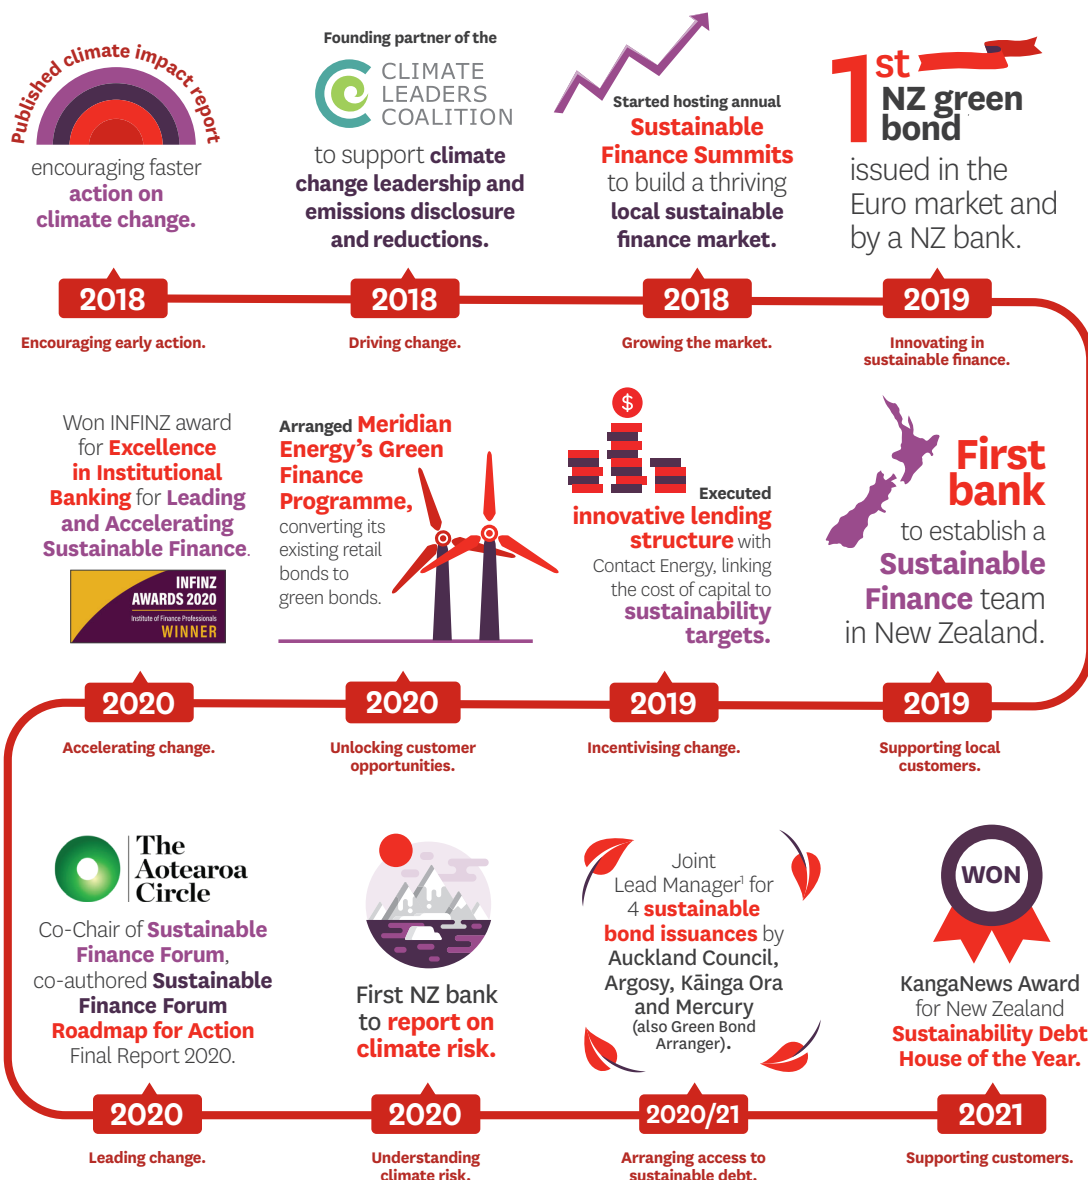 Published climate impact report
encouraging faster
action on
climate change.
2018
Encouraging early action.
Founding partner of the
CLIMATE
LEADERS
COALITION
to support climate
change leadership and
emissions disclosure
and reductions.
2018
Driving change.
Started hosting annual
Sustainable
Finance Summits
to build a thriving
local sustainable
finance market.
2018
Growing the market.
1st
NZ green
bond
issued in the
Euro market and
by a NZ bank.
2019
Innovating in
sustainable finance.
First
bank
to establish a
Sustainable
Finance team
in New Zealand.
2019
Supporting local
customers.
$
Executed
innovative lending
structure with
Contact Energy, linking
the cost of capital to
sustainability
targets.
2019
Incentivising change.
Arranged Meridian
Energy’s Green
Finance
Programme,
converting its
existing retail
bonds to
green bonds.
2020
Unlocking customer
opportunities.
Won INFINZ award
for Excellence
in Institutional
Banking for Leading
and Accelerating
Sustainable Finance.
INFINZ
AWARDS 2020
Institute of Finance Professionals
WINNER
2020
Accelerating change.
The
Aotearoa
Circle
Co-Chair of Sustainable
Finance Forum,
co-authored Sustainable
Finance Forum
Roadmap for Action
Final Report 2020.
2020
Leading change.
First NZ bank
to report on
climate risk.
2020
Understanding
climate risk.
Joint
Lead Manager¹ for
4 sustainable
bond issuances by
Auckland Council,
Argosy, Kāinga Ora
and Mercury
(also Green Bond
Arranger).
2020/21
Arranging access to
sustainable debt.
WON
KangaNews Award
for New Zealand
Sustainability Debt
House of the Year.
2021
Supporting customers.